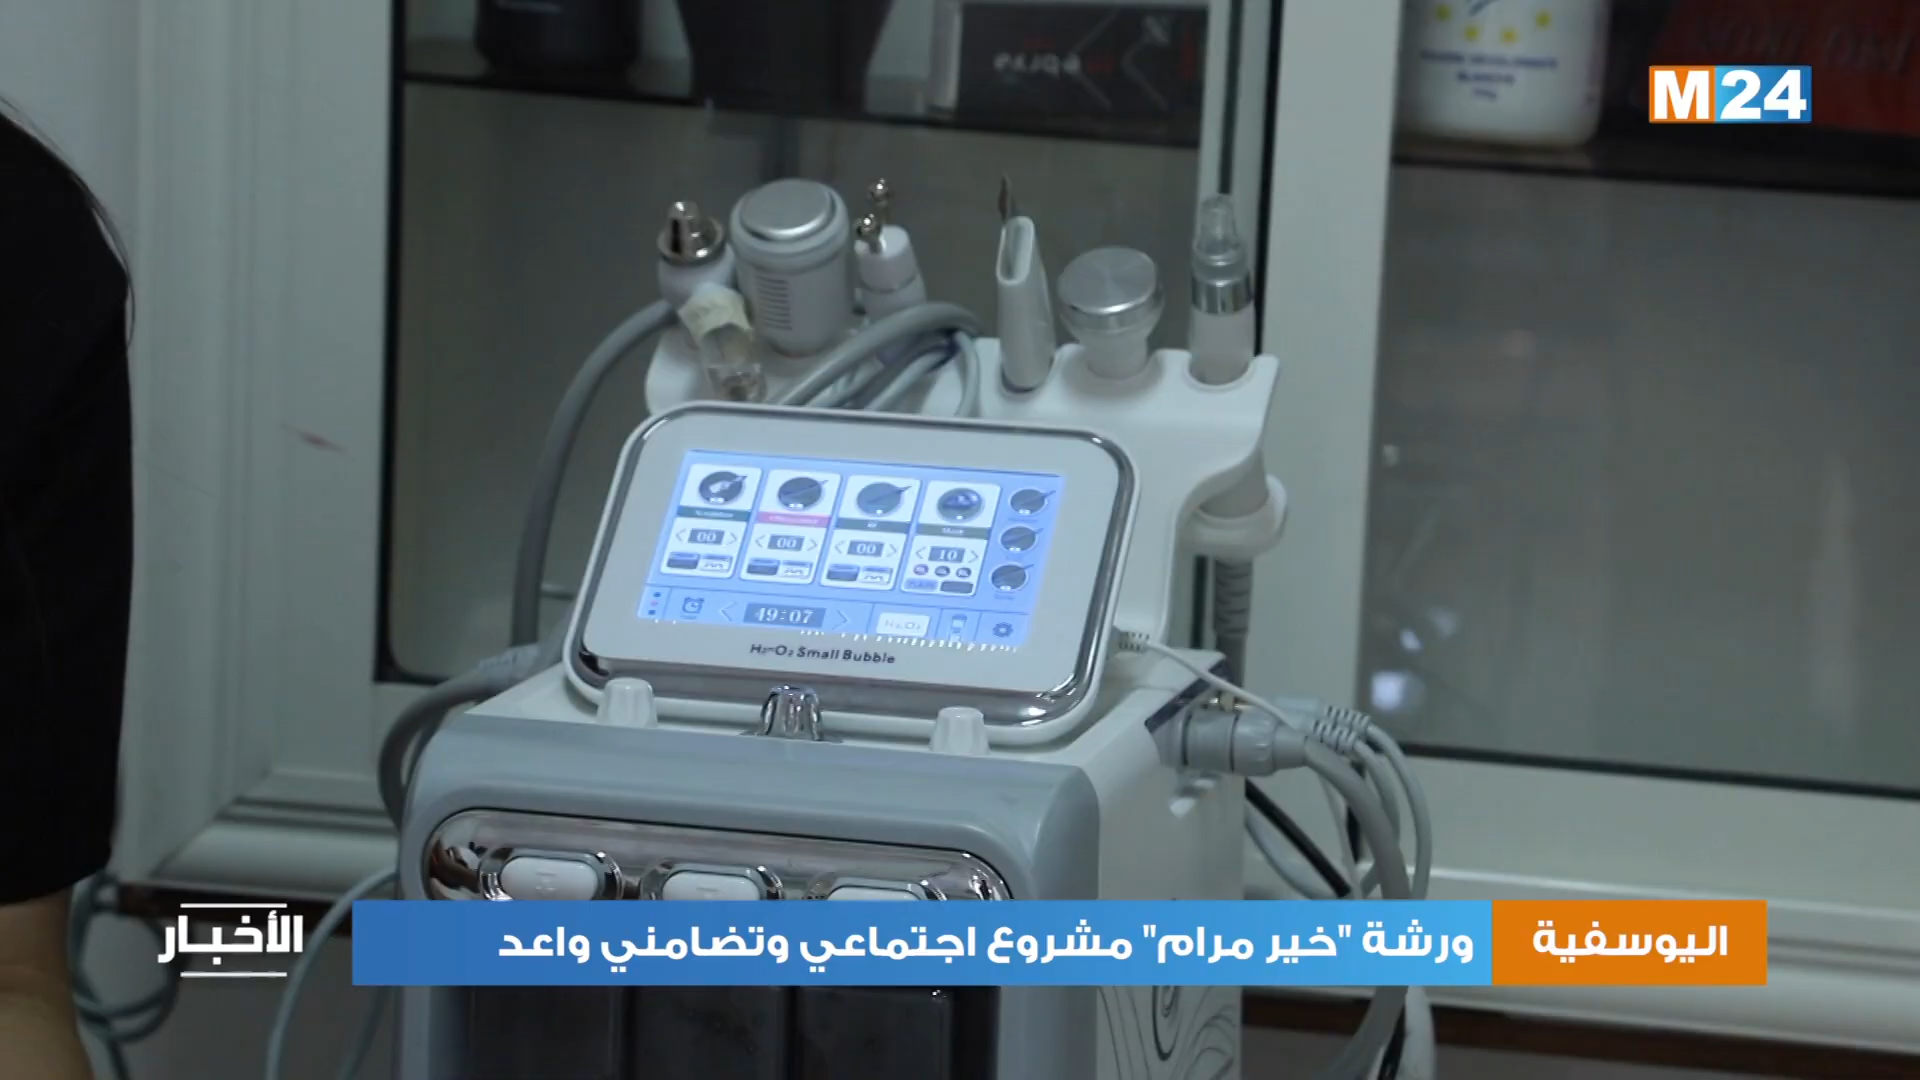 M24
00
00
00
10
49:07
H2O2
H2-O2 Small Bubble
اليوسفية
ورشة "خير مرام" مشروع اجتماعي وتضامني واعد
الأخبار